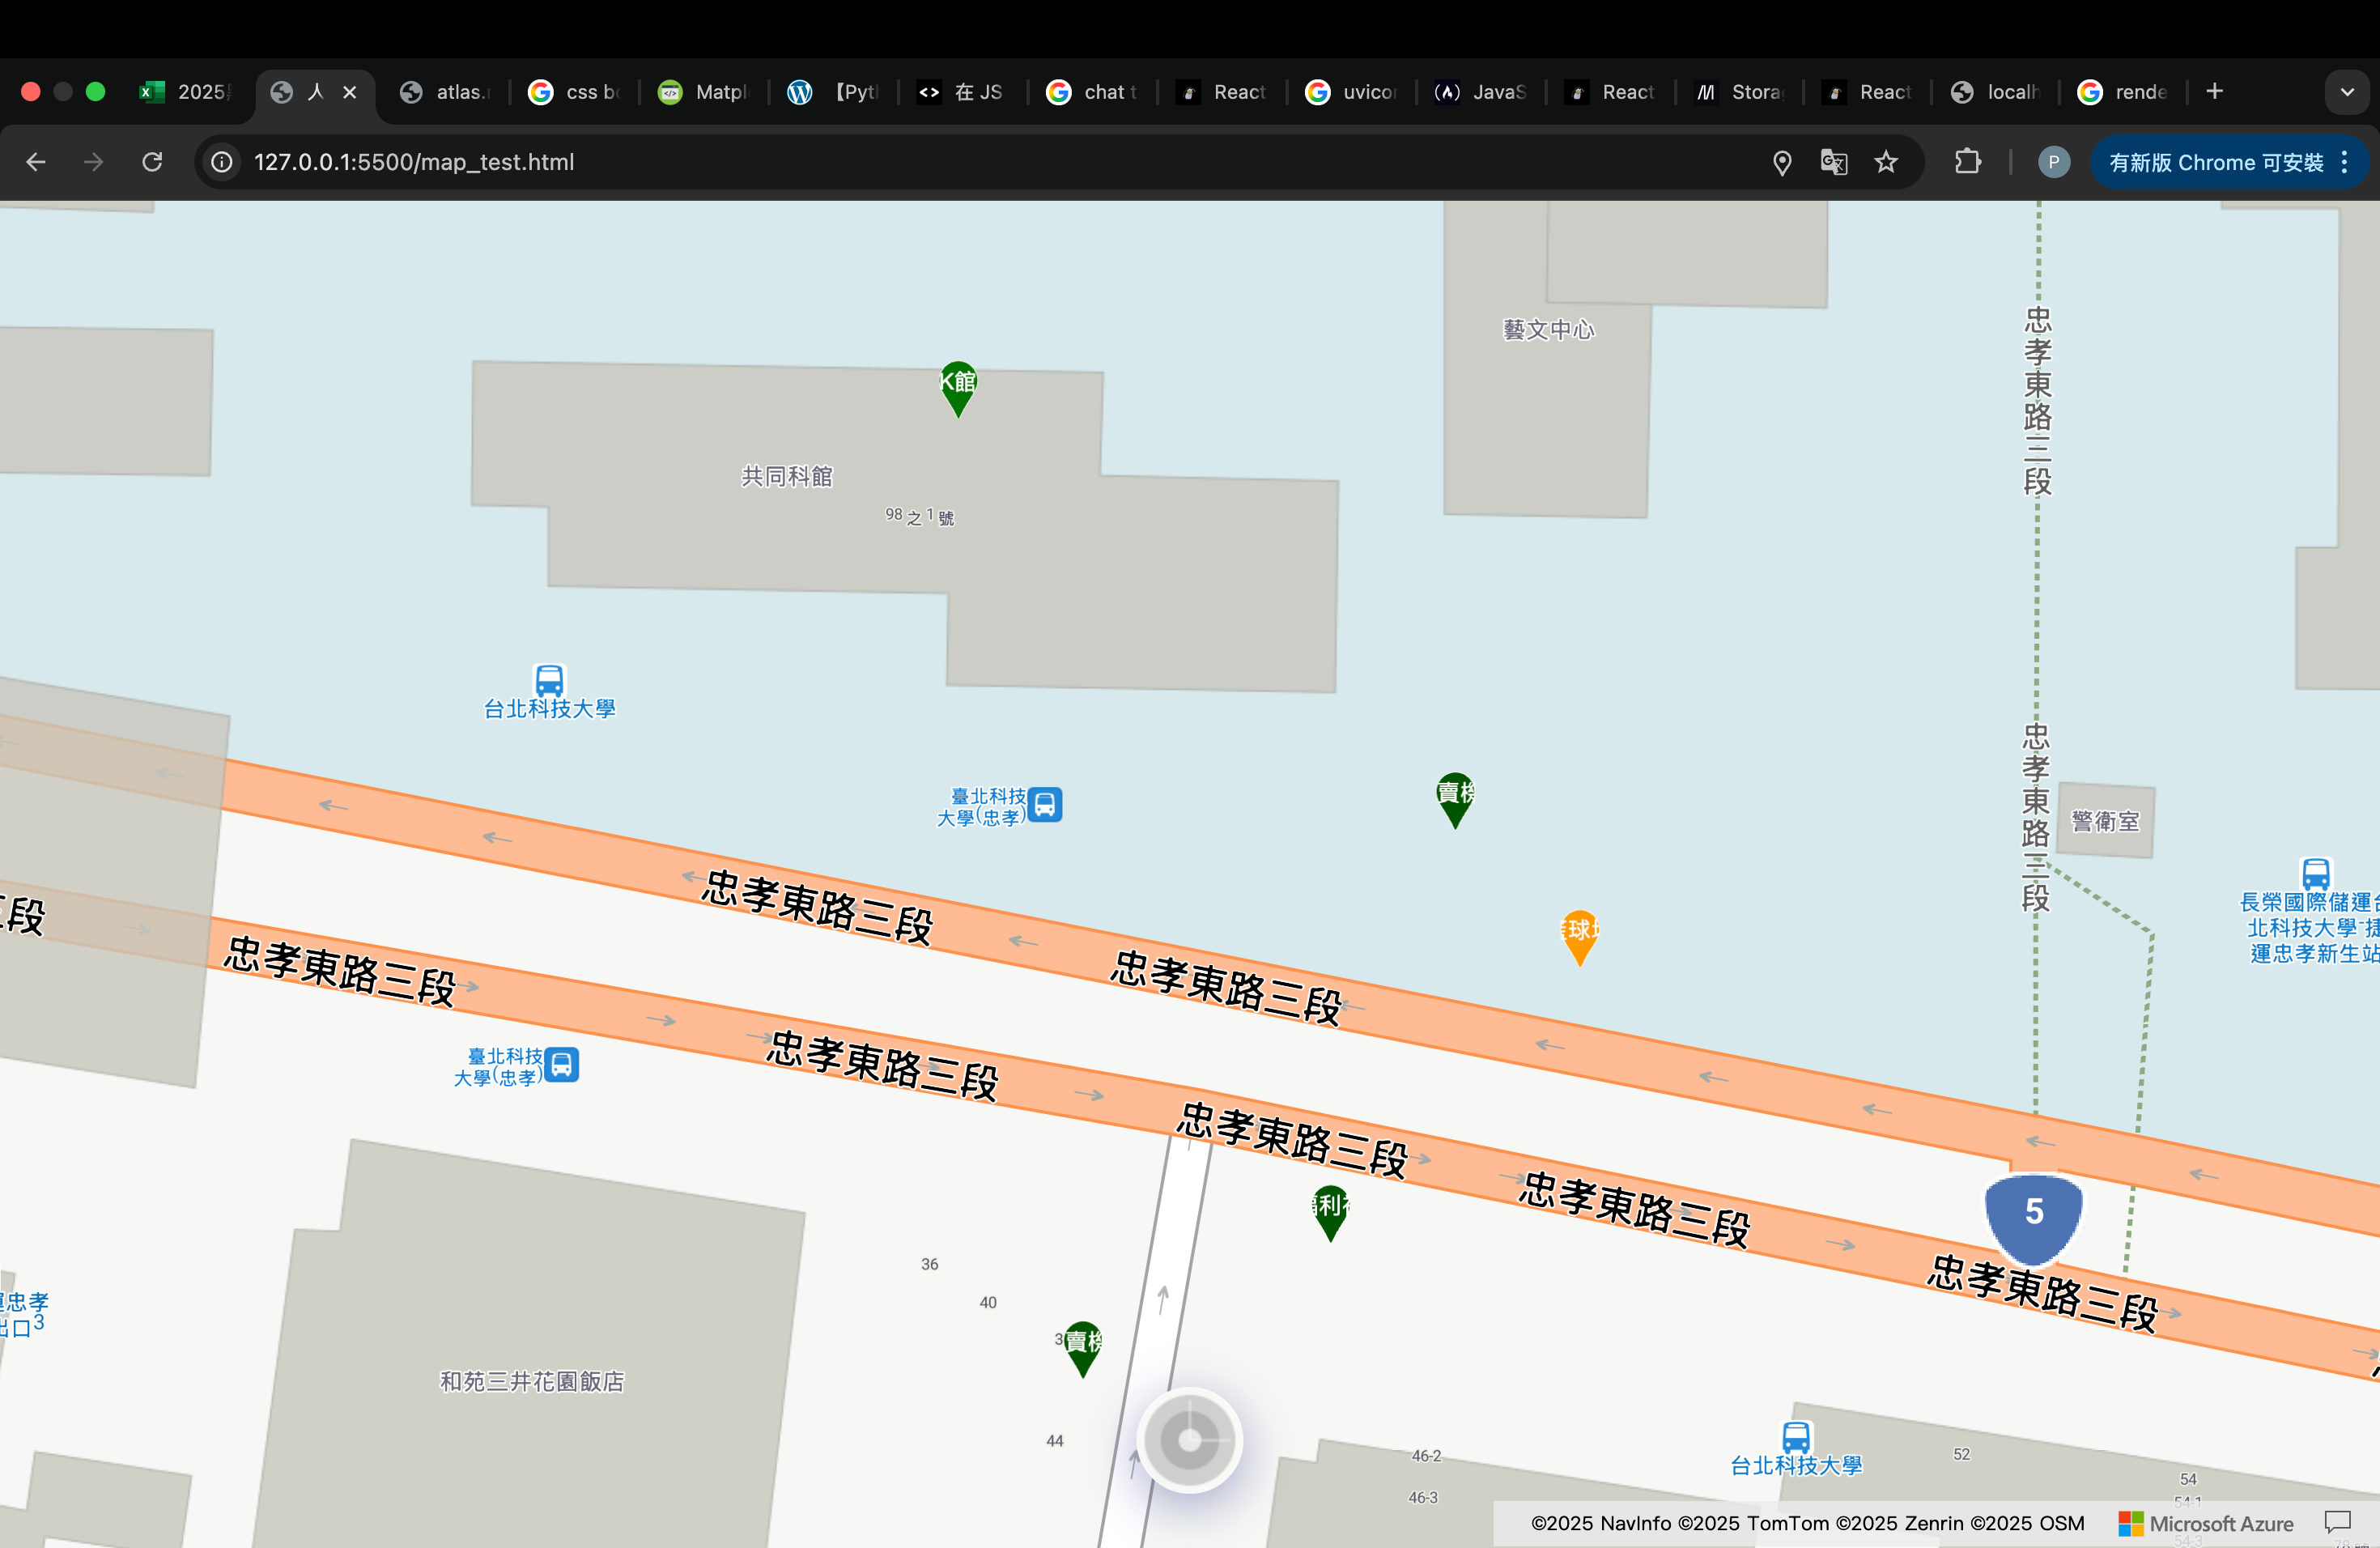 2025
人
atlas.
css b
Matpl
【Pyt
<> 在 JS
chat t
React
uvico
JavaS
React
Stora
React
localh
rende
127.0.0.1:5500/map_test.html
P
有新版 Chrome 可安裝
藝文中心
忠孝東路三段
K館
共同科館
98之1號
台北科技大學
忠孝東路三段
臺北科技
大學(忠孝)
賣機
警衛室
長榮國際儲運台
北科技大學-捷
運忠孝新生站
忠孝東路三段
三段
球
忠孝東路三段
忠孝東路三段
臺北科技
大學(忠孝)
忠孝東路三段
忠孝東路三段
忠孝東路三段
5
利
36
忠孝東路三段
忠孝
出口3
40
賣機
和苑三井花園飯店
44
46-2
台北科技大學
52
46-3
54
54-1
©2025 NavInfo ©2025 TomTom ©2025 Zenrin ©2025 OSM
Microsoft Azure
54-3